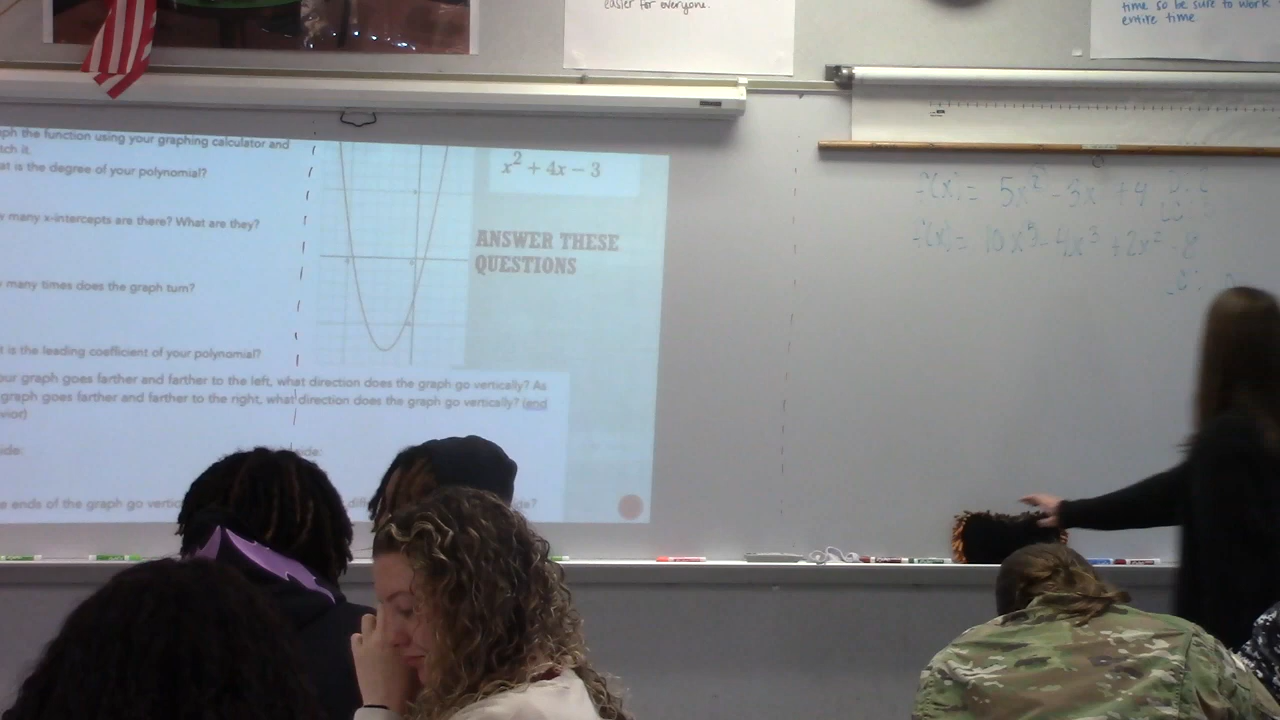 easier for everyone.
time so be sure to work
entire time
ph the function using your graphing calculator and
tch it.
at is the degree of your polynomial?
many x-intercepts are there? What are they?
many times does the graph turn?
t is the leading coefficient of your polynomial?
our graph goes farther and farther to the left, what direction does the graph go vertically? As
graph goes farther and farther to the right, what direction does the graph go vertically? (end
vior)
ide:
side:
e ends of the graph go vertic
x² + 4x − 3
ANSWER THESE
QUESTIONS
f(x) = 5x² - 3x + 4
f(x) = 10x⁵ - 4x³ + 2x² - 8